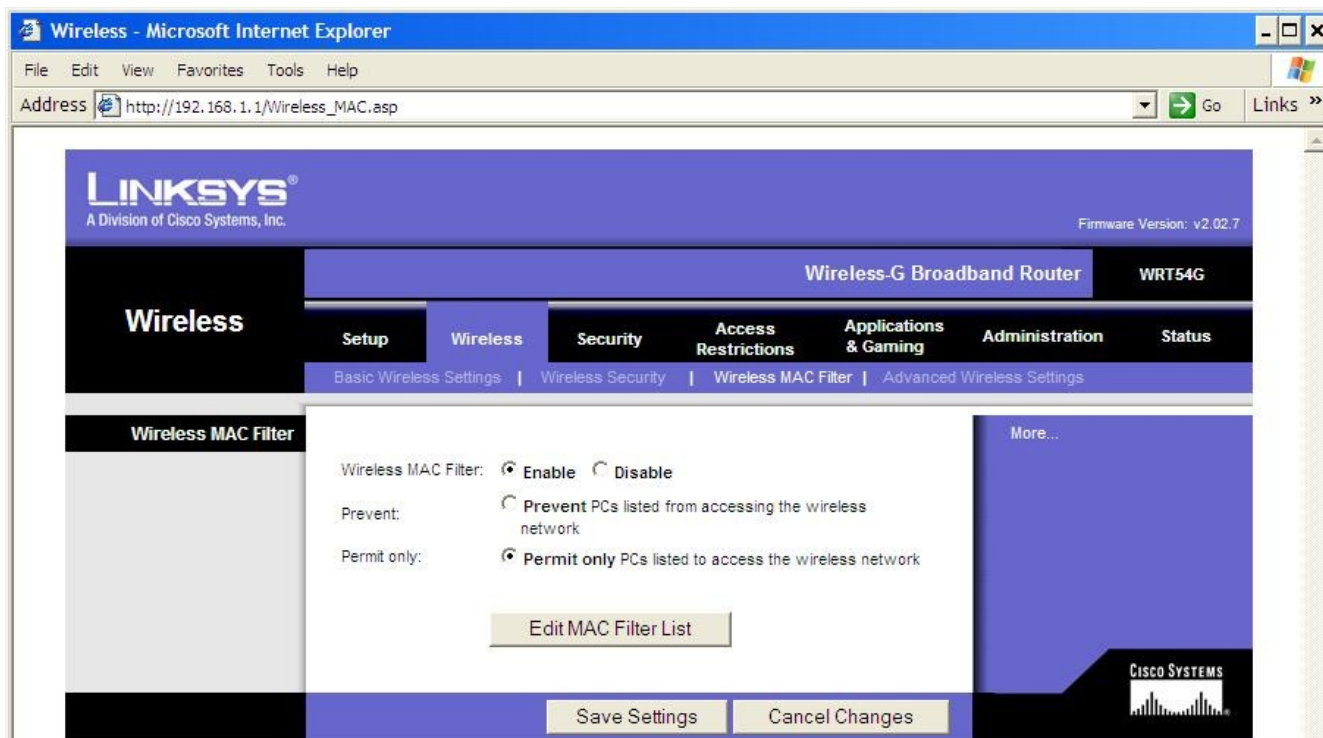 Wireless - Microsoft Internet Explorer
File Edit View Favorites Tools Help
Address http://192.168.1.1/Wireless_MAC.asp Go Links »
LINKSYS®
A Division of Cisco Systems, Inc.
Firmware Version: v2.02.7
Wireless-G Broadband Router WRT54G
Wireless
Setup Wireless Security Access Restrictions Applications & Gaming Administration Status
Basic Wireless Settings | Wireless Security | Wireless MAC Filter | Advanced Wireless Settings
Wireless MAC Filter
More...
Wireless MAC Filter: Enable Disable
Prevent: Prevent PCs listed from accessing the wireless
network
Permit only: Permit only PCs listed to access the wireless network
Edit MAC Filter List
CISCO SYSTEMS
Save Settings Cancel Changes